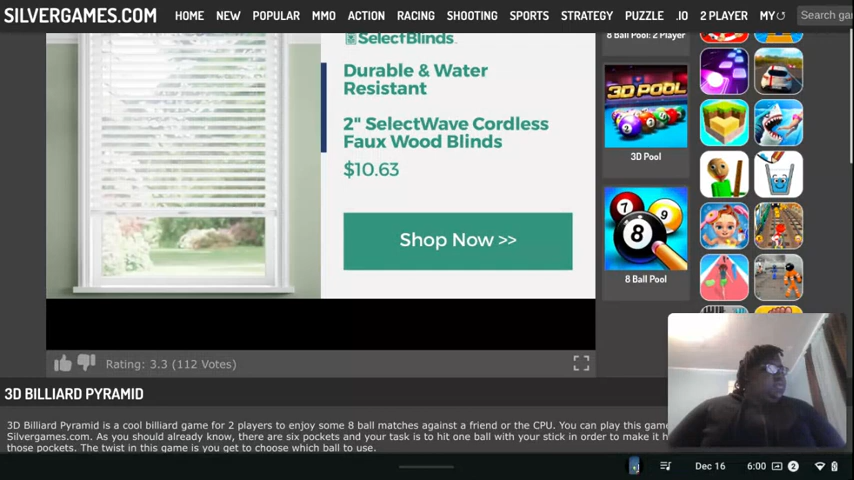 SILVERGAMES.COM HOME NEW POPULAR MMO ACTION RACING SHOOTING SPORTS STRATEGY PUZZLE .IO 2 PLAYER MY Search gam
SelectBlinds
Durable & Water
Resistant
2" SelectWave Cordless
Faux Wood Blinds
$10.63
Shop Now >>
8 Ball Pool: 2 Player
3D POOL
3D Pool
7 9
8
8 Ball Pool
Rating: 3.3 (112 Votes)
3D BILLIARD PYRAMID
3D Billiard Pyramid is a cool billiard game for 2 players to enjoy some 8 ball matches against a friend or the CPU. You can play this game
Silvergames.com. As you should already know, there are six pockets and your task is to hit one ball with your stick in order to make it h
those pockets. The twist in this game is you get to choose which ball to use.
Dec 16 6:00 2